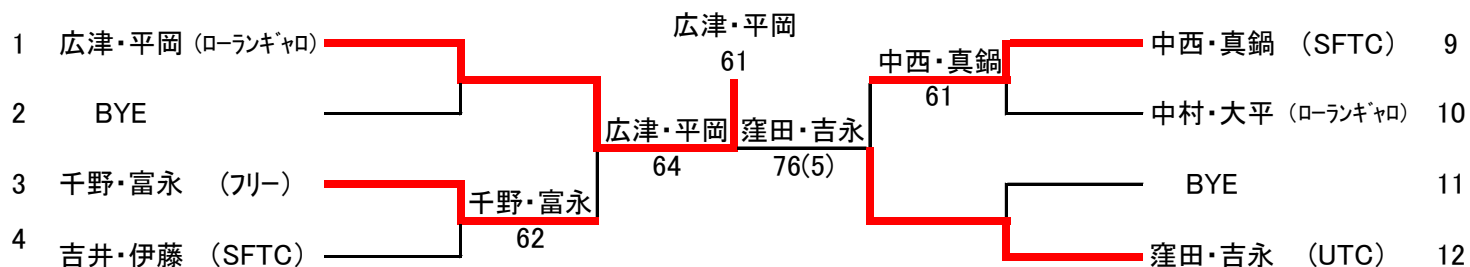 広津・平岡
61
1 広津・平岡 (ﾛｰﾗﾝｷﾞｬﾛ)
2 BYE
3 千野・富永 (ﾌﾘｰ)
4 吉井・伊藤 (SFTC)
千野・富永
62
広津・平岡
64
窪田・吉永
76(5)
中西・真鍋
61
中西・真鍋 (SFTC) 9
中村・大平 (ﾛｰﾗﾝｷﾞｬﾛ) 10
BYE 11
窪田・吉永 (UTC) 12